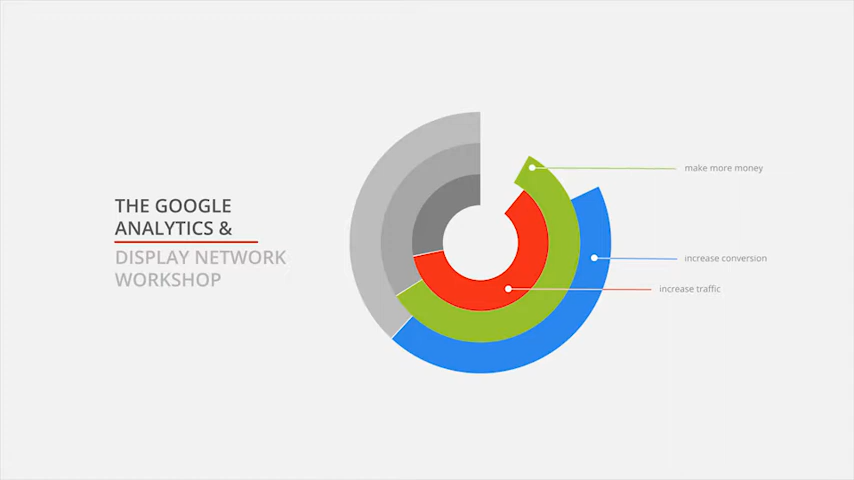 THE GOOGLE
ANALYTICS &
DISPLAY NETWORK
WORKSHOP
make more money
increase conversion
increase traffic